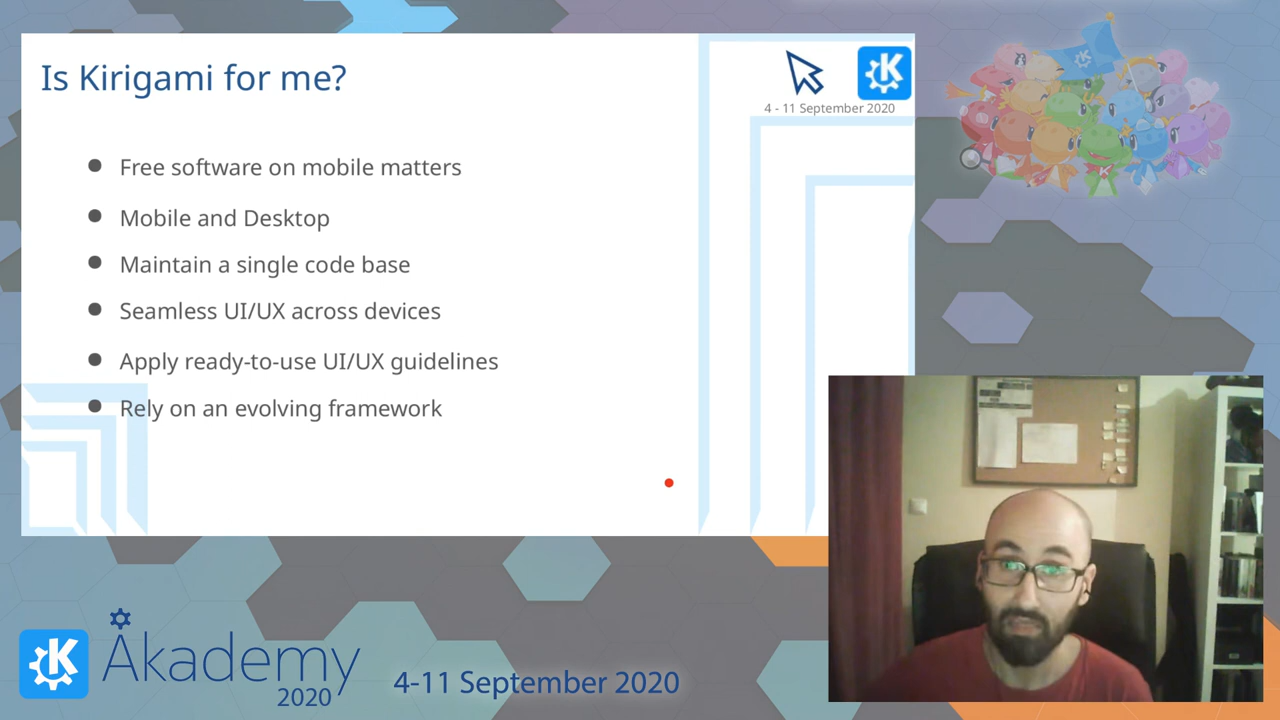 Is Kirigami for me?
4 - 11 September 2020
Free software on mobile matters
Mobile and Desktop
Maintain a single code base
Seamless UI/UX across devices
Apply ready-to-use UI/UX guidelines
Rely on an evolving framework
Akademy
2020
4-11 September 2020